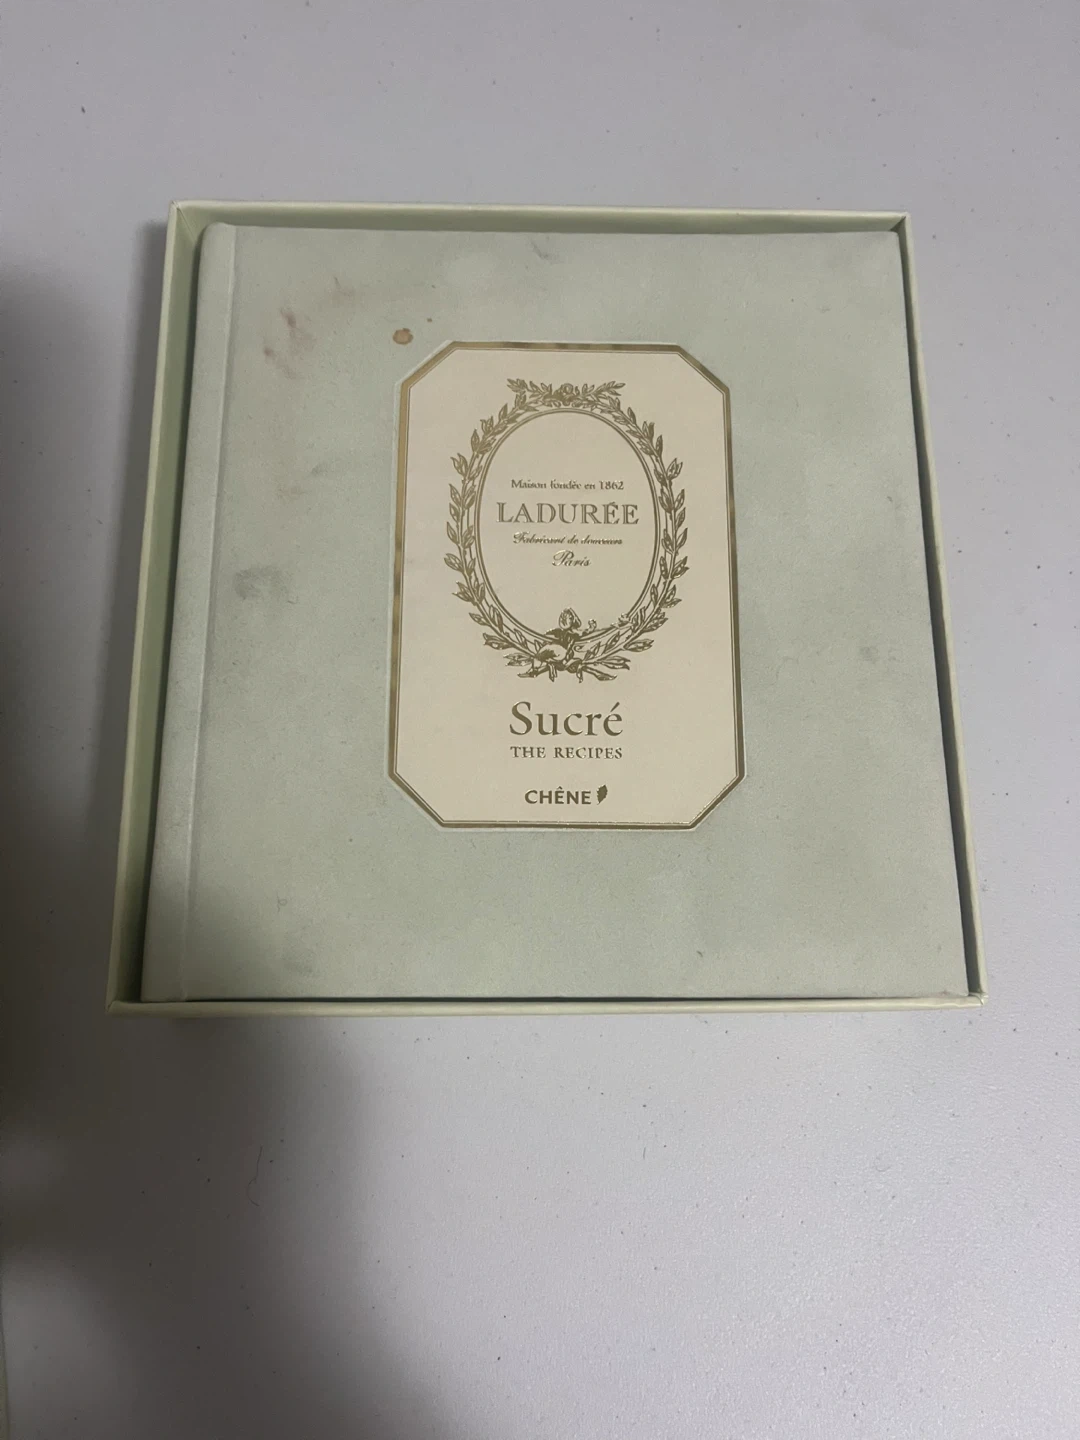 Maison fondée en 1862
LADURÉE
Fabricant de douceurs
Paris
Sucré
THE RECIPES
CHÊNE